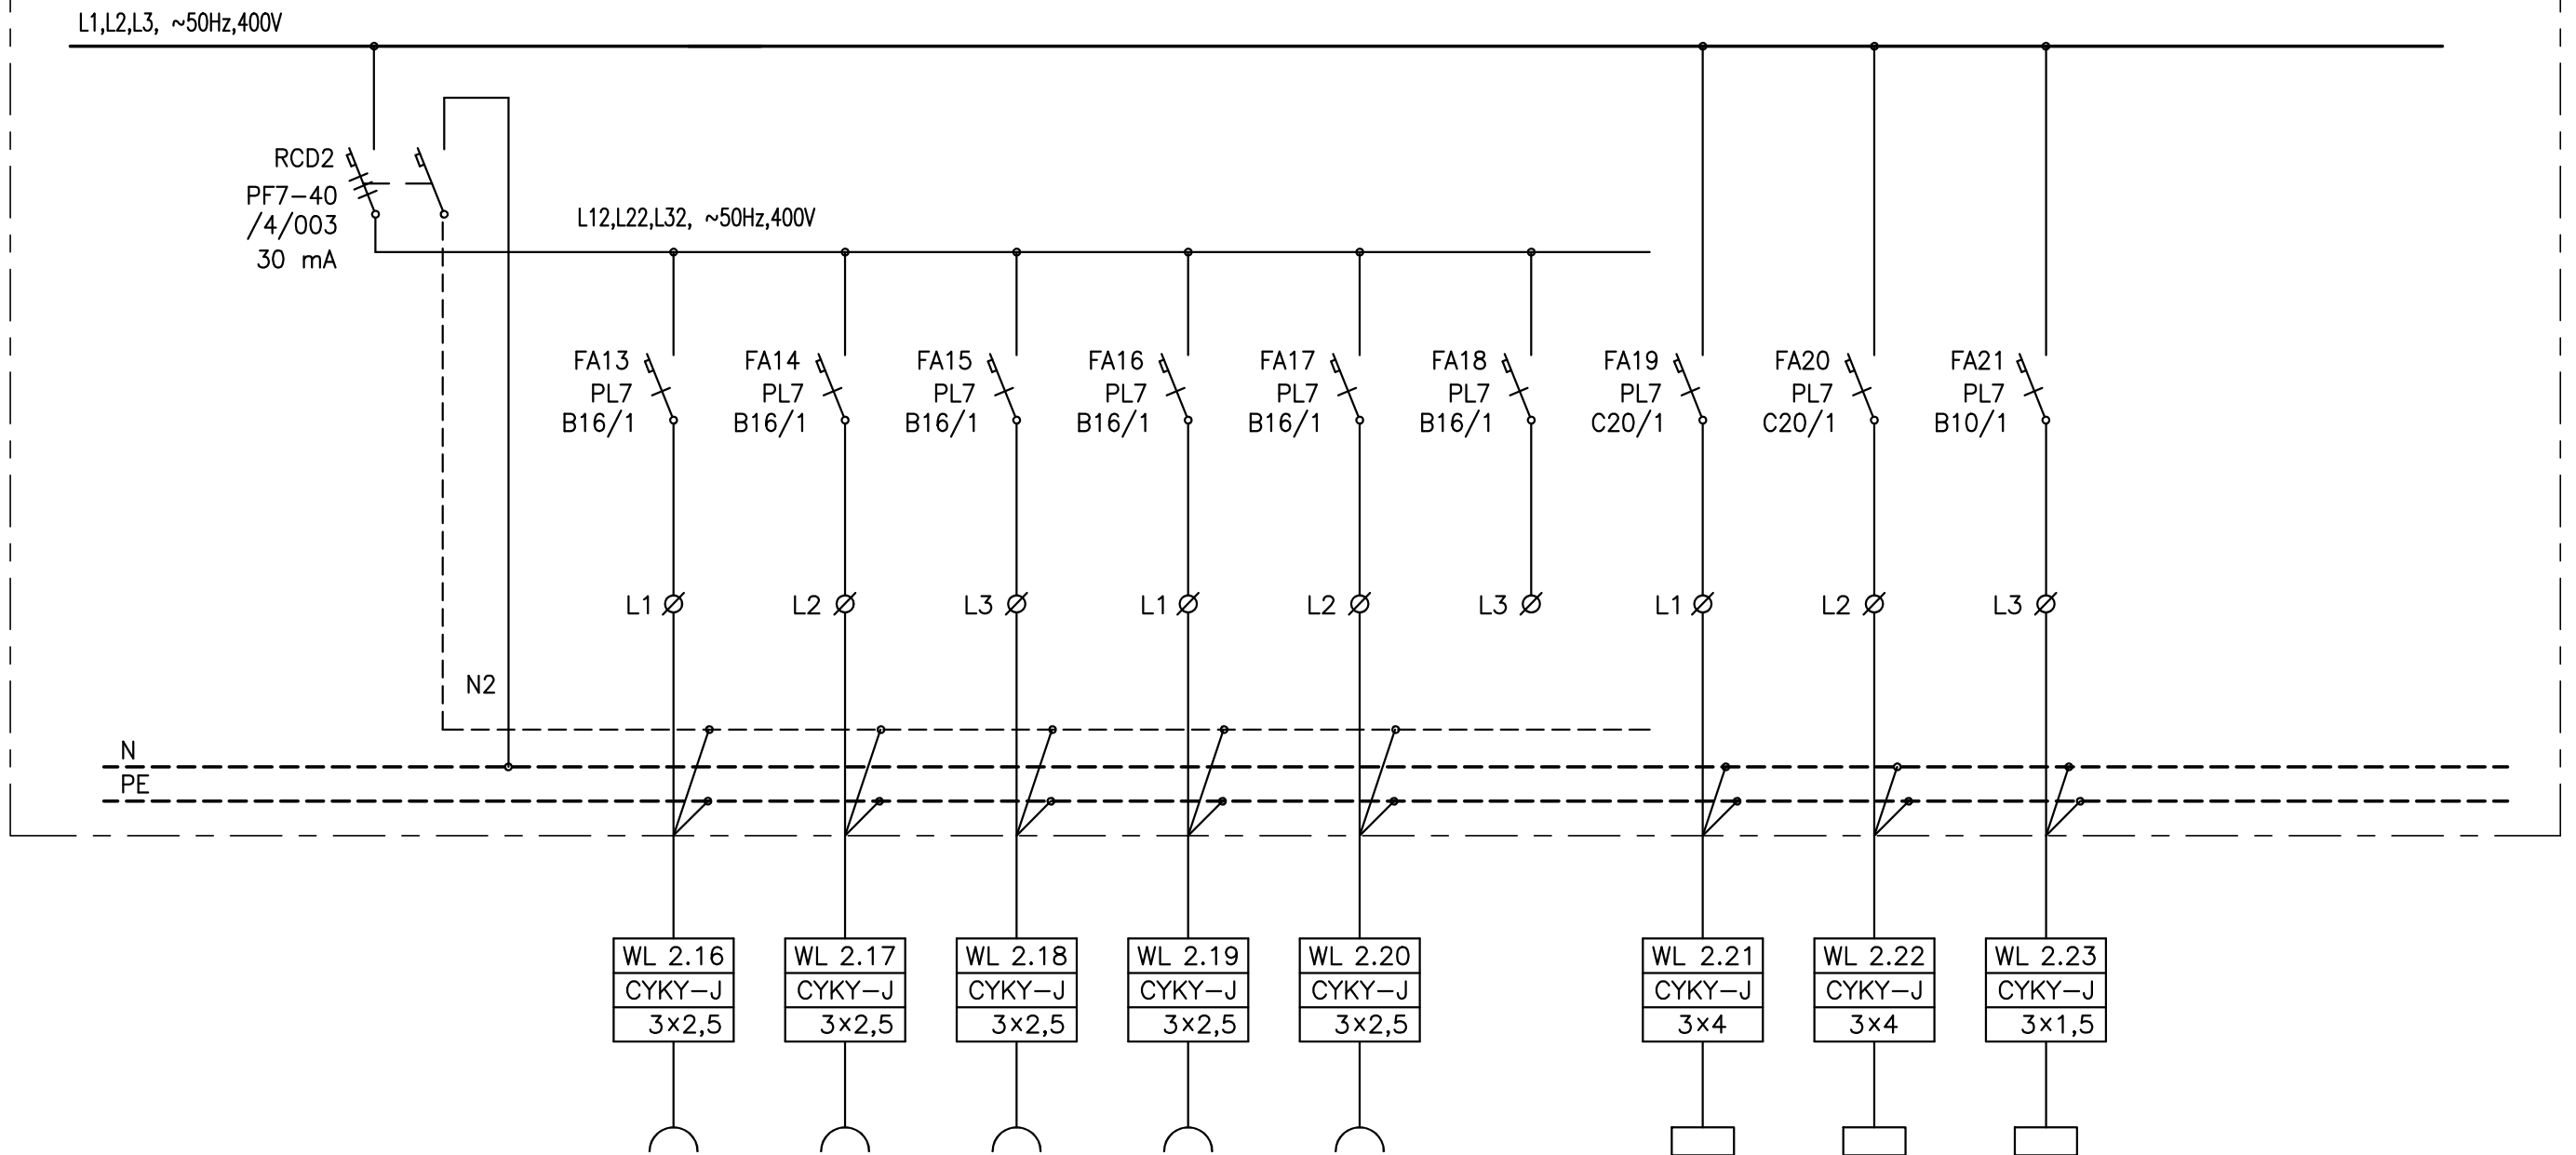 L1,L2,L3, ~50Hz,400V
RCD2
PF7-40
/4/003
30 mA
L12,L22,L32, ~50Hz,400V
FA13
PL7
B16/1
FA14
PL7
B16/1
FA15
PL7
B16/1
FA16
PL7
B16/1
FA17
PL7
B16/1
FA18
PL7
B16/1
FA19
PL7
C20/1
FA20
PL7
C20/1
FA21
PL7
B10/1
L1
L2
L3
L1
L2
L3
L1
L2
L3
N2
N
PE
WL 2.16
CYKY-J
3×2,5
WL 2.17
CYKY-J
3×2,5
WL 2.18
CYKY-J
3×2,5
WL 2.19
CYKY-J
3×2,5
WL 2.20
CYKY-J
3×2,5
WL 2.21
CYKY-J
3×4
WL 2.22
CYKY-J
3×4
WL 2.23
CYKY-J
3×1,5